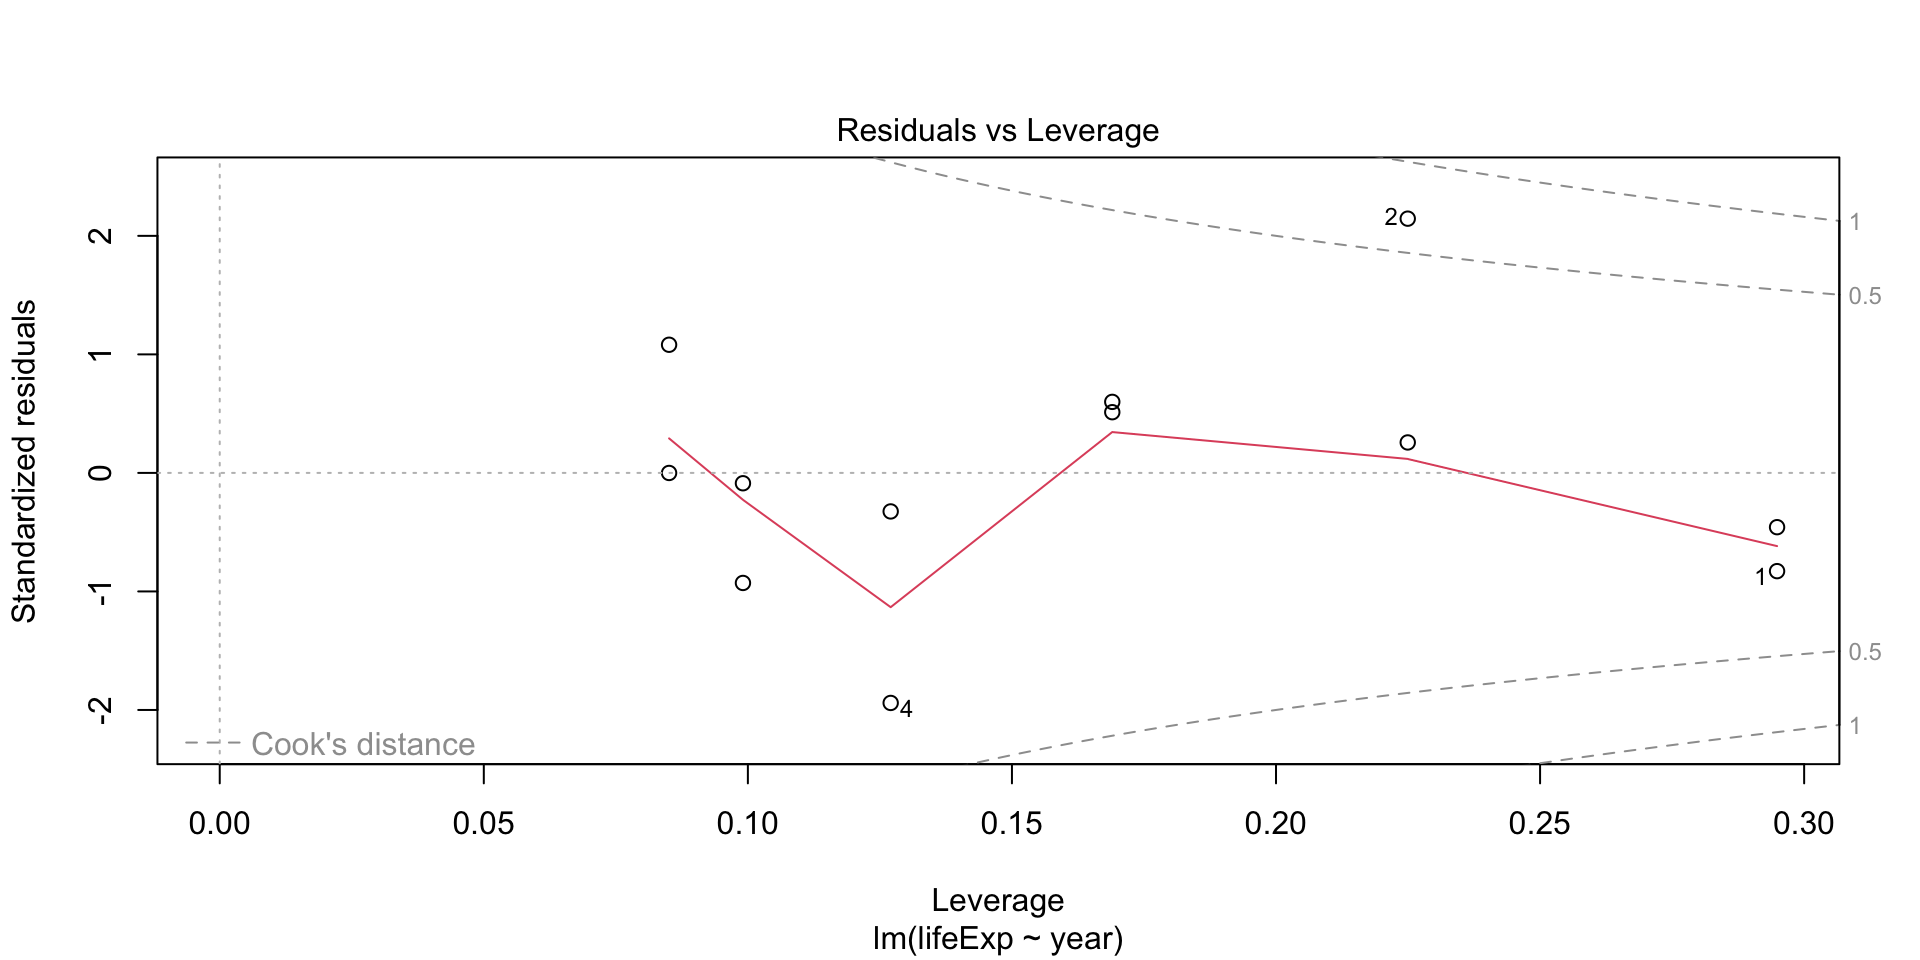 Residuals vs Leverage
Standardized residuals
2
1
0
-1
-2
2
1
4
1
0.5
0.5
1
Cook's distance
0.00 0.05 0.10 0.15 0.20 0.25 0.30
Leverage
lm(lifeExp ~ year)